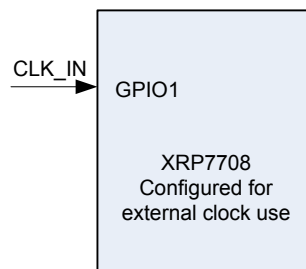 CLK_IN
GPIO1
XRP7708
Configured for
external clock use